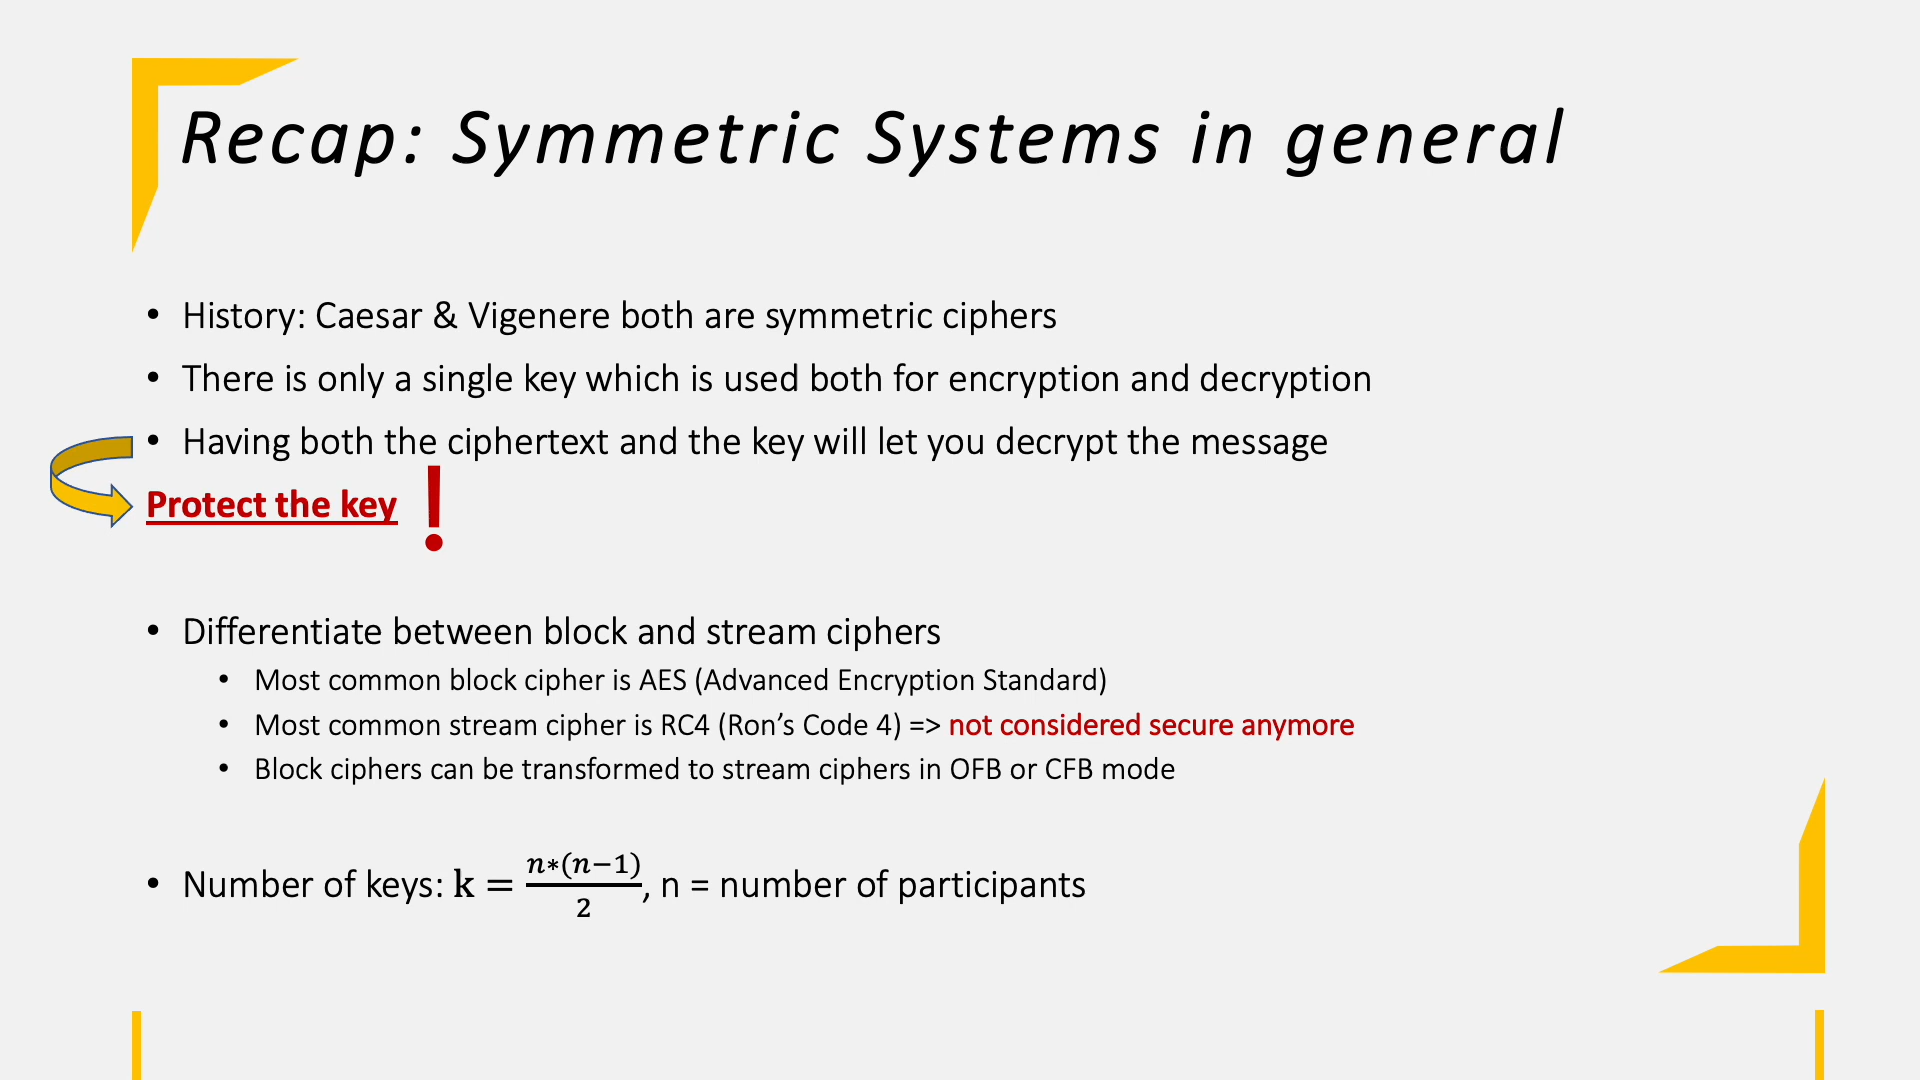 Recap: Symmetric Systems in general
• History: Caesar & Vigenere both are symmetric ciphers
• There is only a single key which is used both for encryption and decryption
• Having both the ciphertext and the key will let you decrypt the message
Protect the key !
• Differentiate between block and stream ciphers
• Most common block cipher is AES (Advanced Encryption Standard)
• Most common stream cipher is RC4 (Ron’s Code 4) => not considered secure anymore
• Block ciphers can be transformed to stream ciphers in OFB or CFB mode
• Number of keys: k = n*(n−1)/2, n = number of participants